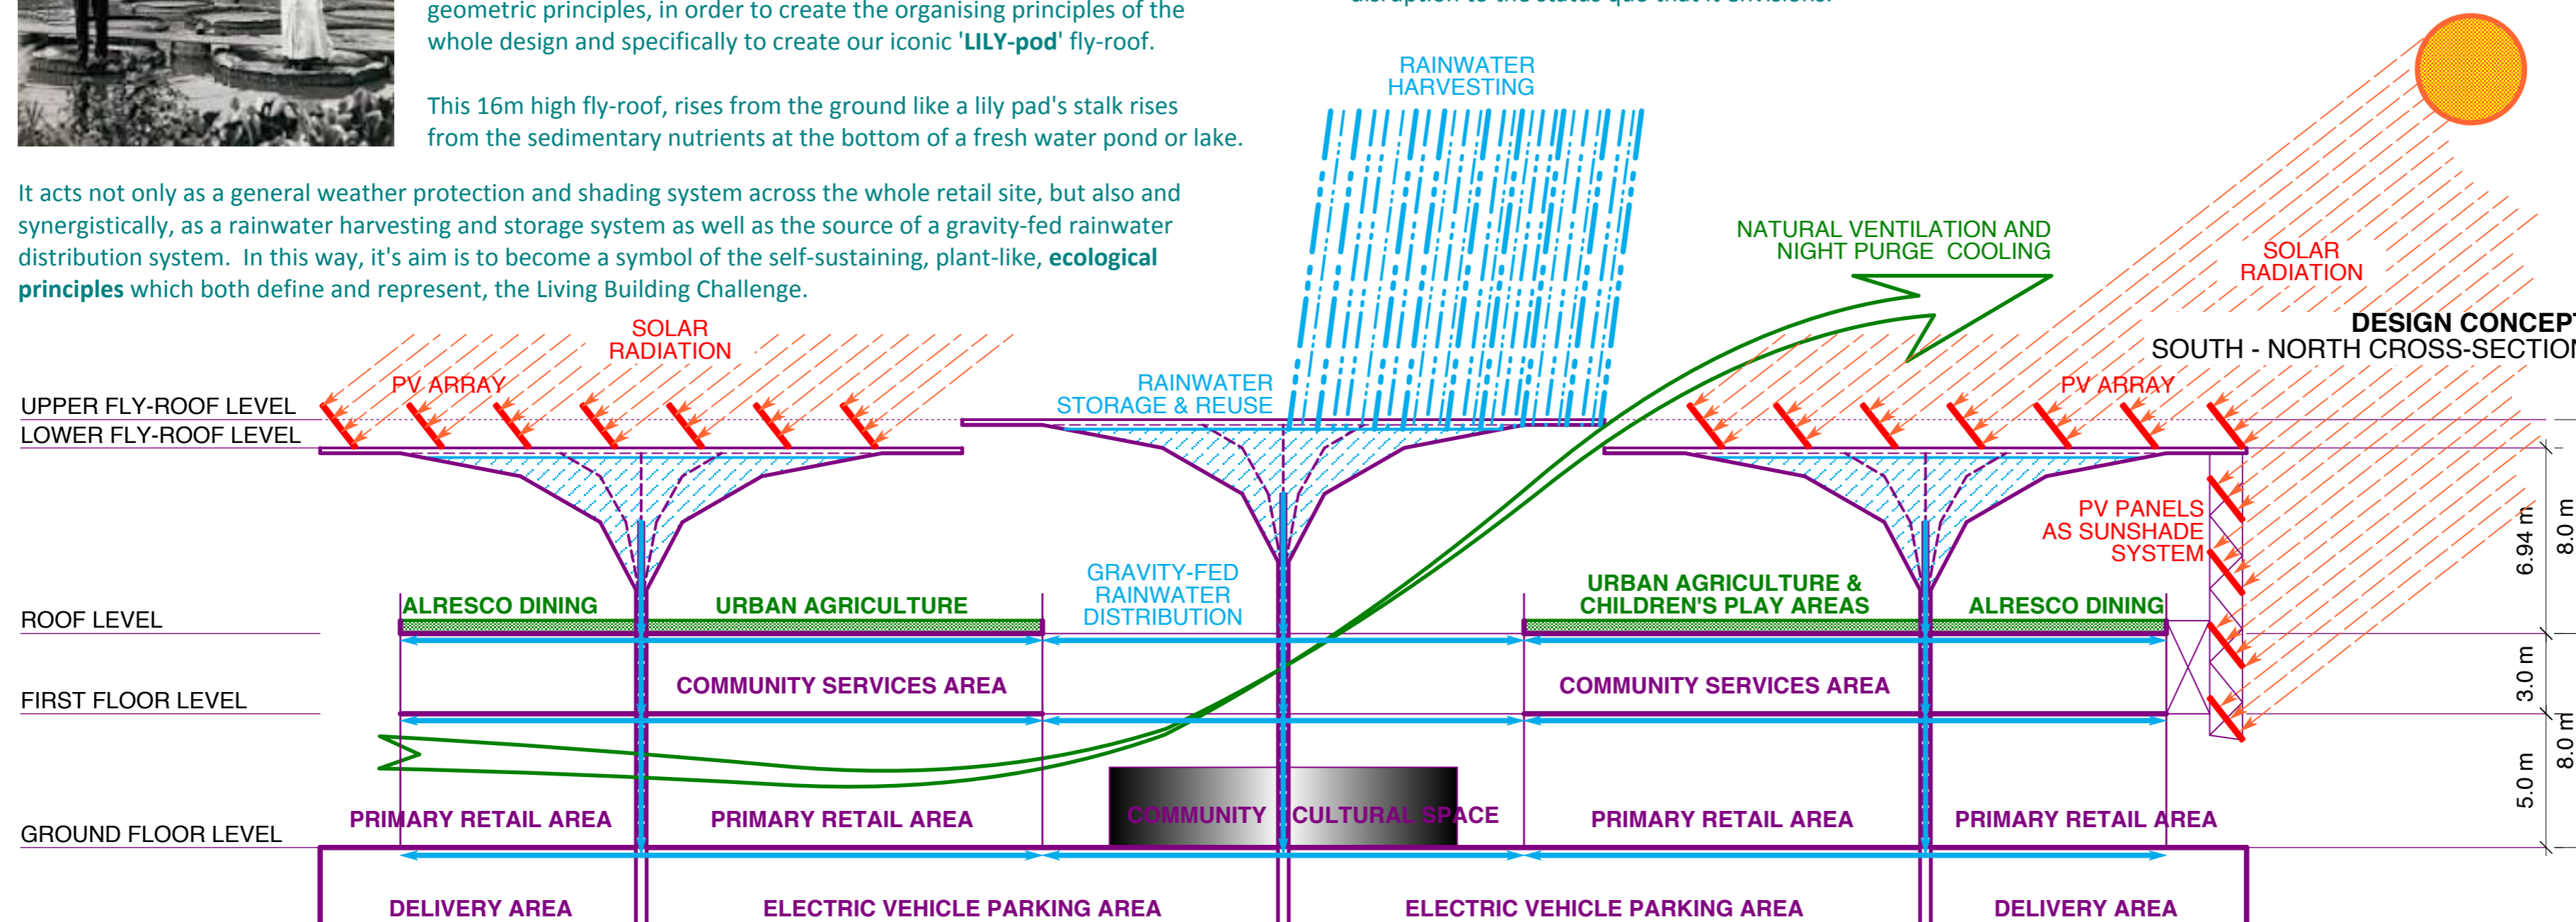 geometric principles, in order to create the organising principles of the
whole design and specifically to create our iconic 'LILY-pod' fly-roof.
This 16m high fly-roof, rises from the ground like a lily pad's stalk rises
from the sedimentary nutrients at the bottom of a fresh water pond or lake.
It acts not only as a general weather protection and shading system across the whole retail site, but also and
synergistically, as a rainwater harvesting and storage system as well as the source of a gravity-fed rainwater
distribution system. In this way, it's aim is to become a symbol of the self-sustaining, plant-like, ecological
principles which both define and represent, the Living Building Challenge.
disruption to the status quo that it envisions.
RAINWATER
HARVESTING
NATURAL VENTILATION AND
NIGHT PURGE COOLING
SOLAR
RADIATION
DESIGN CONCEPT
SOUTH - NORTH CROSS-SECTION
SOLAR
RADIATION
PV ARRAY
RAINWATER
STORAGE & REUSE
PV ARRAY
UPPER FLY-ROOF LEVEL
LOWER FLY-ROOF LEVEL
PV PANELS
AS SUNSHADE
SYSTEM
6.94 m
8.0 m
GRAVITY-FED
RAINWATER
DISTRIBUTION
ROOF LEVEL
ALRESCO DINING
URBAN AGRICULTURE
URBAN AGRICULTURE &
CHILDREN'S PLAY AREAS
ALRESCO DINING
FIRST FLOOR LEVEL
COMMUNITY SERVICES AREA
COMMUNITY SERVICES AREA
3.0 m
8.0 m
5.0 m
GROUND FLOOR LEVEL
PRIMARY RETAIL AREA
PRIMARY RETAIL AREA
COMMUNITY CULTURAL SPACE
PRIMARY RETAIL AREA
PRIMARY RETAIL AREA
DELIVERY AREA
ELECTRIC VEHICLE PARKING AREA
ELECTRIC VEHICLE PARKING AREA
DELIVERY AREA